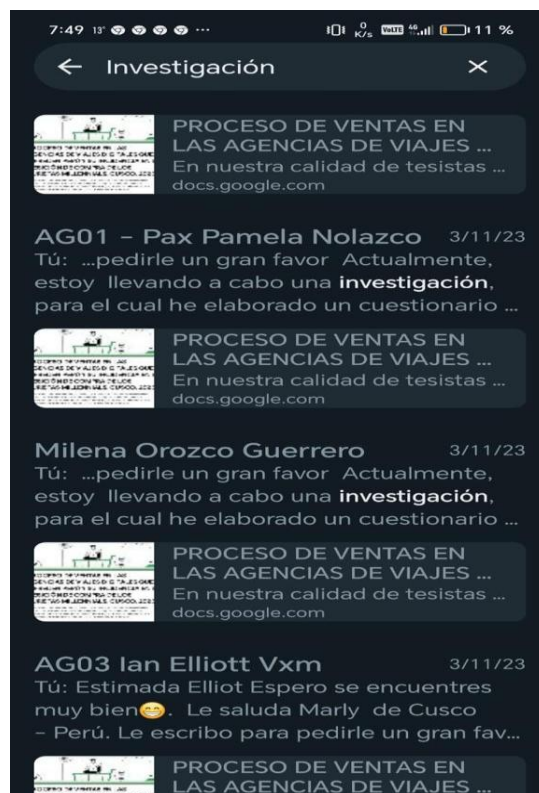 7:49 13° ...
0 K/s VoLTE 4G 11 %
Investigación
PROCESO DE VENTAS EN
LAS AGENCIAS DE VIAJES ...
En nuestra calidad de tesistas ...
docs.google.com
AG01 – Pax Pamela Nolazco 3/11/23
Tú: ...pedirle un gran favor Actualmente,
estoy llevando a cabo una investigación,
para el cual he elaborado un cuestionario ...
PROCESO DE VENTAS EN
LAS AGENCIAS DE VIAJES ...
En nuestra calidad de tesistas ...
docs.google.com
Milena Orozco Guerrero 3/11/23
Tú: ...pedirle un gran favor Actualmente,
estoy llevando a cabo una investigación,
para el cual he elaborado un cuestionario ...
PROCESO DE VENTAS EN
LAS AGENCIAS DE VIAJES ...
En nuestra calidad de tesistas ...
docs.google.com
AG03 Ian Elliott Vxm 3/11/23
Tú: Estimada Elliot Espero se encuentres
muy bien😁. Le saluda Marly de Cusco
– Perú. Le escribo para pedirle un gran fav...
PROCESO DE VENTAS EN
LAS AGENCIAS DE VIAJES ...